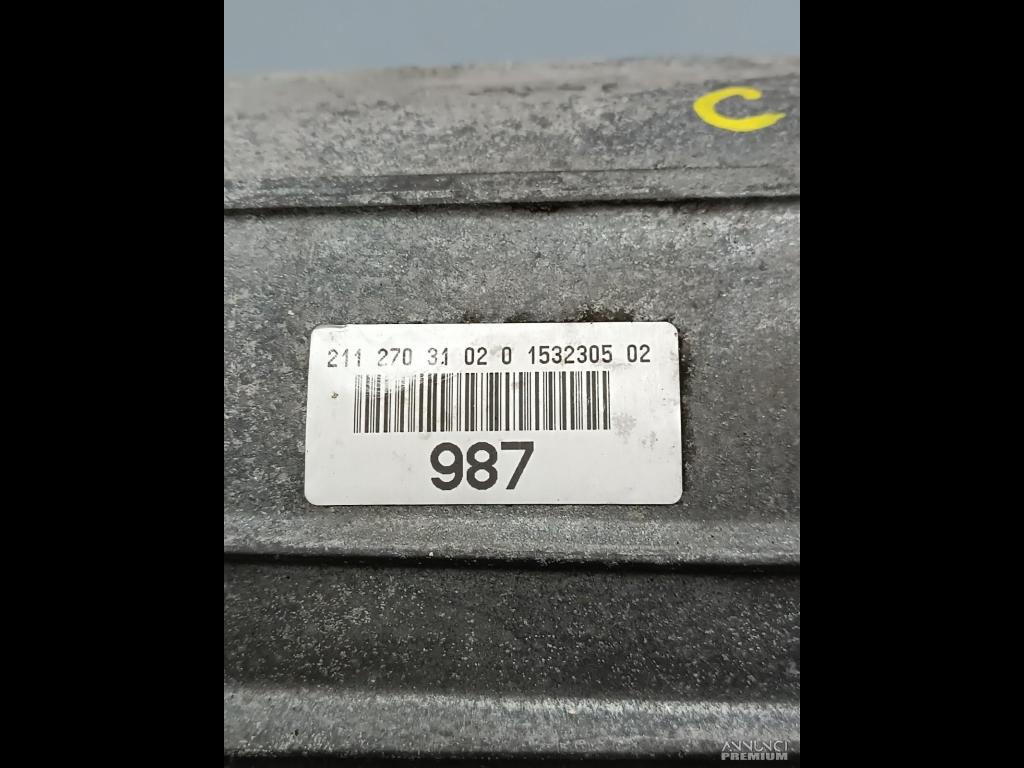 C
211 270 31 02 0 1532305 02
987
ANNUNCI
PREMIUM